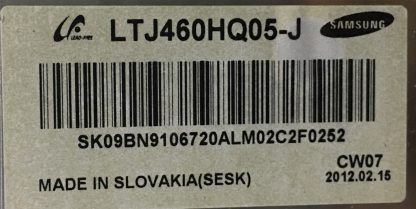 LEAD-FREE LTJ460HQ05-J SAMSUNG
SK09BN9106720ALM02C2F0252
CW07
MADE IN SLOVAKIA(SESK) 2012.02.15